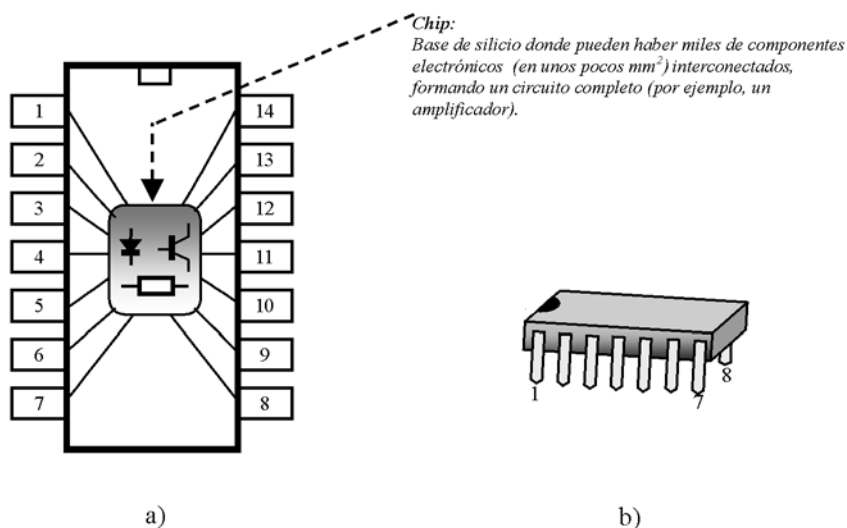 Chip:
Base de silicio donde pueden haber miles de componentes
electrónicos (en unos pocos mm²) interconectados,
formando un circuito completo (por ejemplo, un
amplificador).
1
14
2
13
3
12
4
11
5
10
6
9
7
8
1
7
8
a)
b)